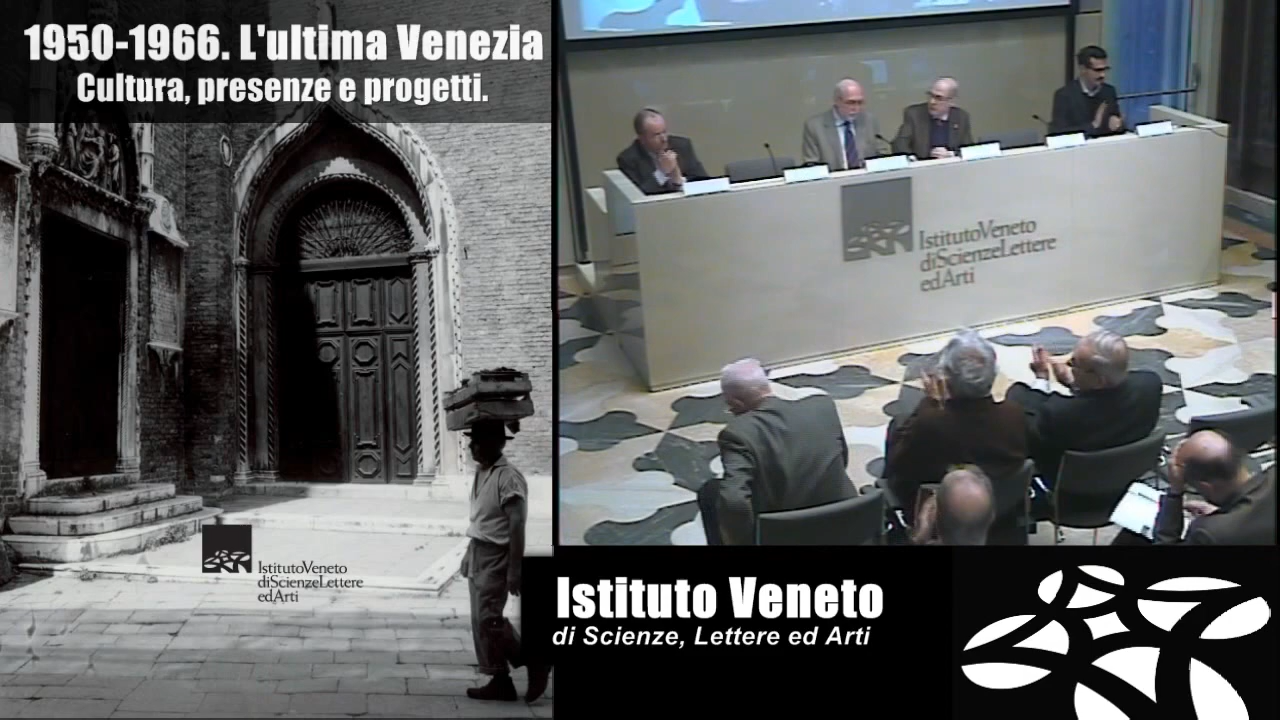 1950-1966. L'ultima Venezia
Cultura, presenze e progetti.
IstitutoVeneto
diScienzeLettere
edArti
IstitutoVeneto
diScienzeLettere
edArti
Istituto Veneto
di Scienze, Lettere ed Arti